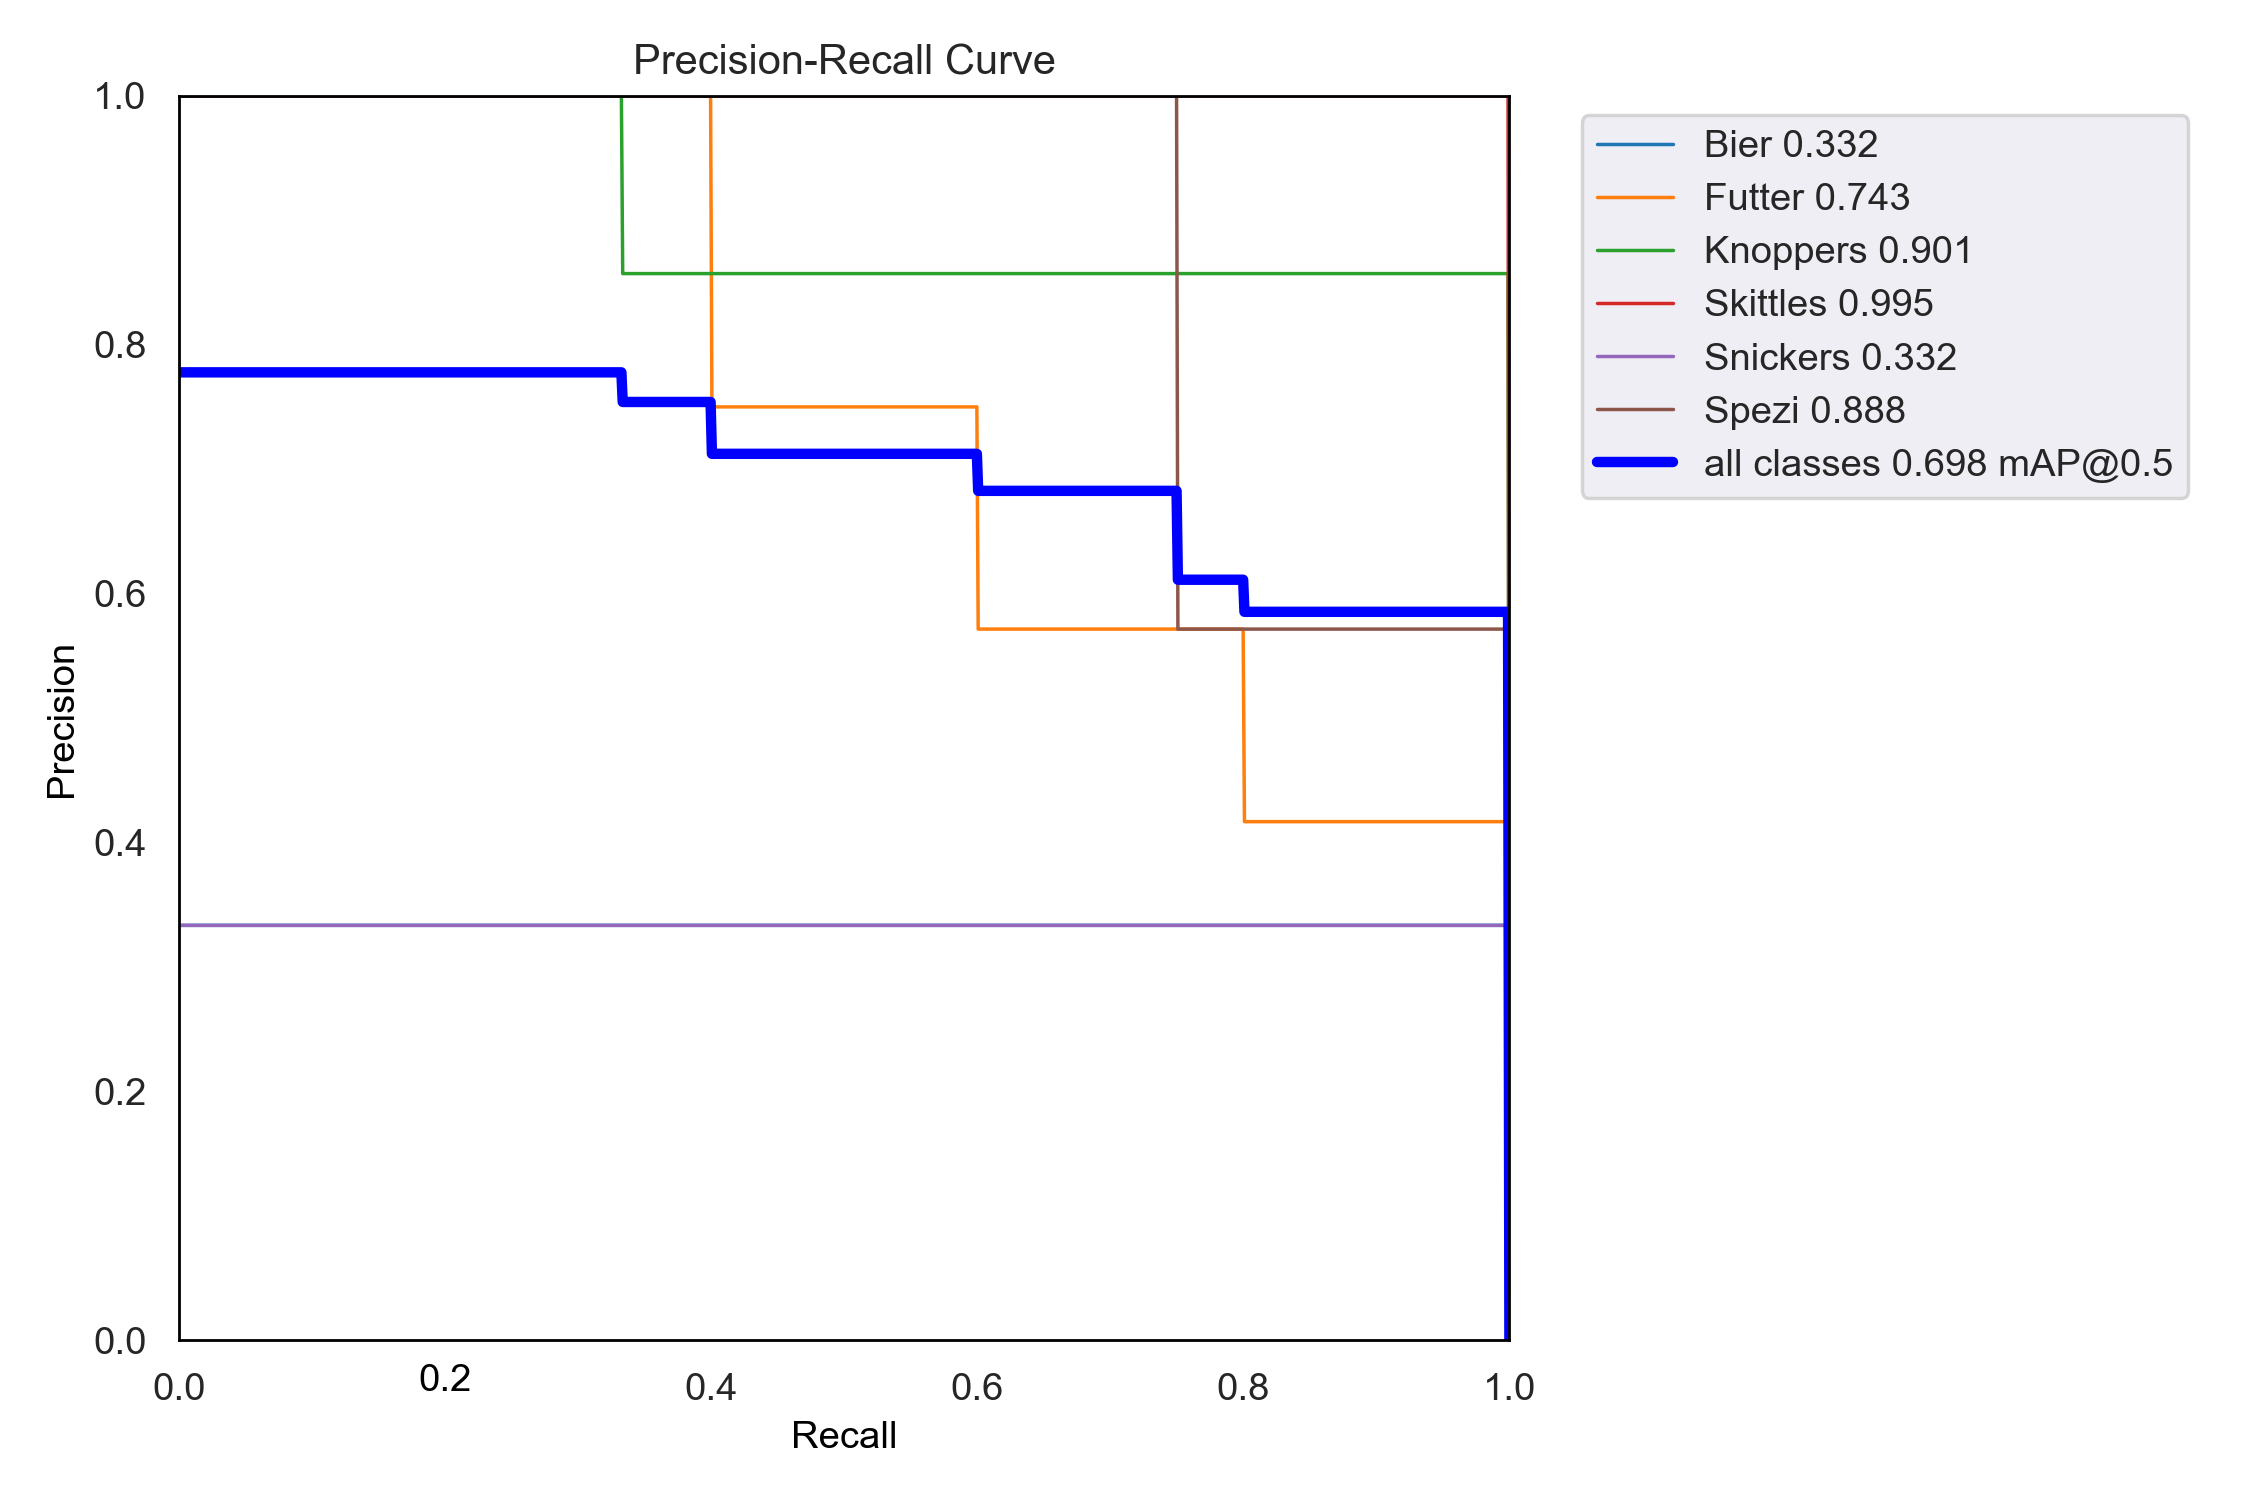 Precision-Recall Curve
1.0
0.8
0.6
0.4
0.2
0.0
Precision
0.0 0.2 0.4 0.6 0.8 1.0
Recall
Bier 0.332
Futter 0.743
Knoppers 0.901
Skittles 0.995
Snickers 0.332
Spezi 0.888
all classes 0.698 mAP@0.5